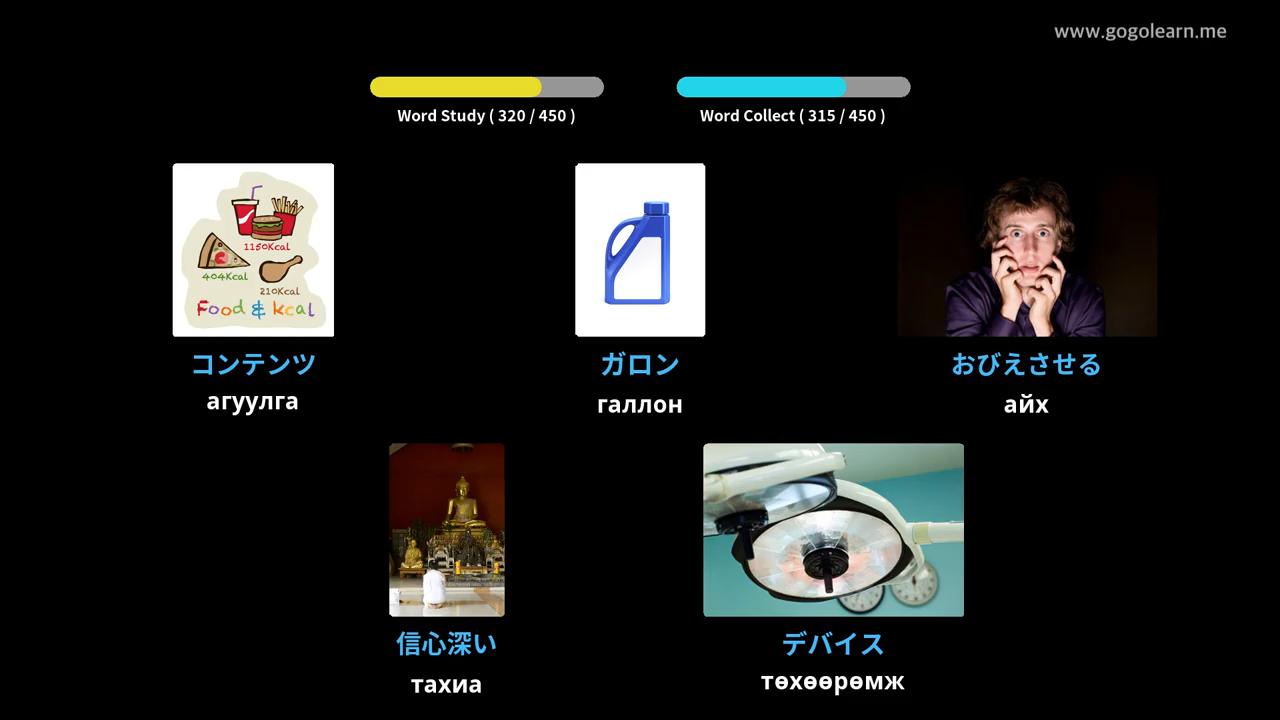 www.gogolearn.me
Word Study ( 320 / 450 )
Word Collect ( 315 / 450 )
1150Kcal
404Kcal
210Kcal
Food & kcal
コンテンツ
агуулга
ガロン
галлон
おびえさせる
айх
信心深い
тахиа
デバイス
төхөөрөмж